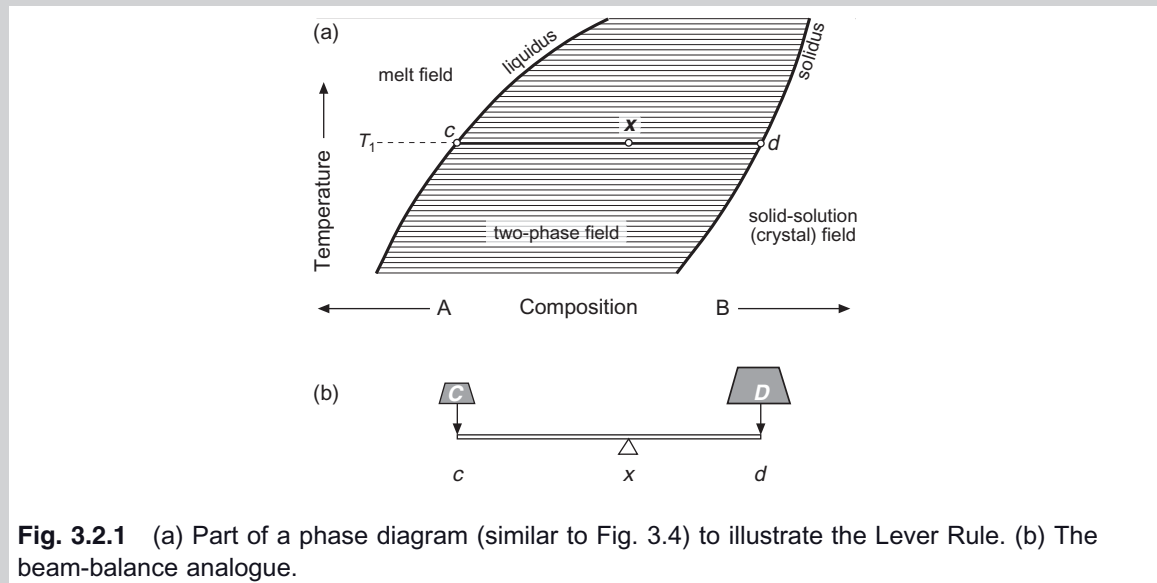 (a)
liquidus
solidus
melt field
Temperature
T1
c
x
d
two-phase field
solid-solution
(crystal) field
A Composition B
(b)
C D
c x d
Fig. 3.2.1 (a) Part of a phase diagram (similar to Fig. 3.4) to illustrate the Lever Rule. (b) The
beam-balance analogue.